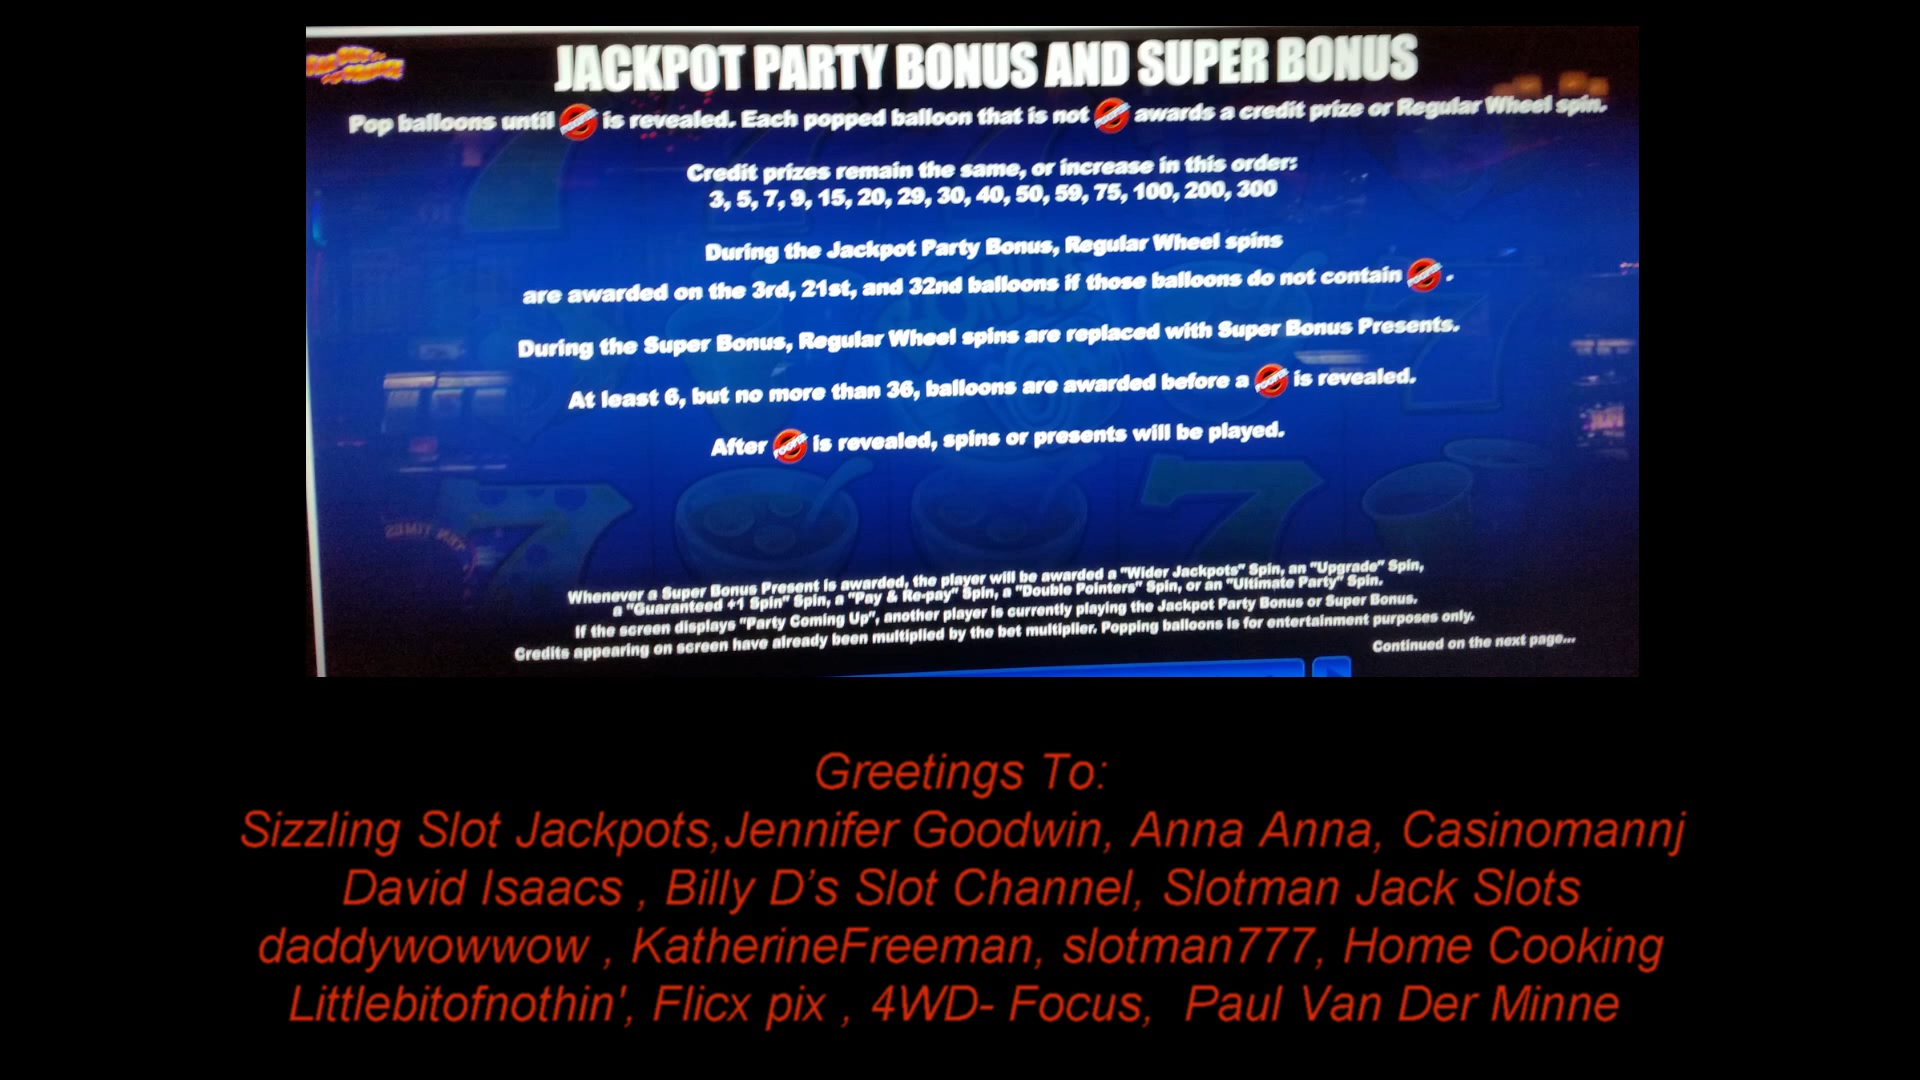 JACKPOT PARTY BONUS AND SUPER BONUS
Pop balloons until POOPER is revealed. Each popped balloon that is not POOPER awards a credit prize or Regular Wheel spin.
Credit prizes remain the same, or increase in this order:
3, 5, 7, 9, 15, 20, 29, 30, 40, 50, 59, 75, 100, 200, 300
During the Jackpot Party Bonus, Regular Wheel spins
are awarded on the 3rd, 21st, and 32nd balloons if those balloons do not contain POOPER .
During the Super Bonus, Regular Wheel spins are replaced with Super Bonus Presents.
At least 6, but no more than 36, balloons are awarded before a POOPER is revealed.
After POOPER is revealed, spins or presents will be played.
TEN TIMES
Whenever a Super Bonus Present is awarded, the player will be awarded a "Wider Jackpots" Spin, an "Upgrade" Spin,
a "Guaranteed +1 Spin" Spin, a "Pay & Re-pay" Spin, a "Double Pointers" Spin, or an "Ultimate Party" Spin.
If the screen displays "Party Coming Up", another player is currently playing the Jackpot Party Bonus or Super Bonus.
Credits appearing on screen have already been multiplied by the bet multiplier. Popping balloons is for entertainment purposes only.
Continued on the next page...
Greetings To:
Sizzling Slot Jackpots,Jennifer Goodwin, Anna Anna, Casinomannj
David Isaacs , Billy D’s Slot Channel, Slotman Jack Slots
daddywowwow , KatherineFreeman, slotman777, Home Cooking
Littlebitofnothin', Flicx pix , 4WD- Focus, Paul Van Der Minne